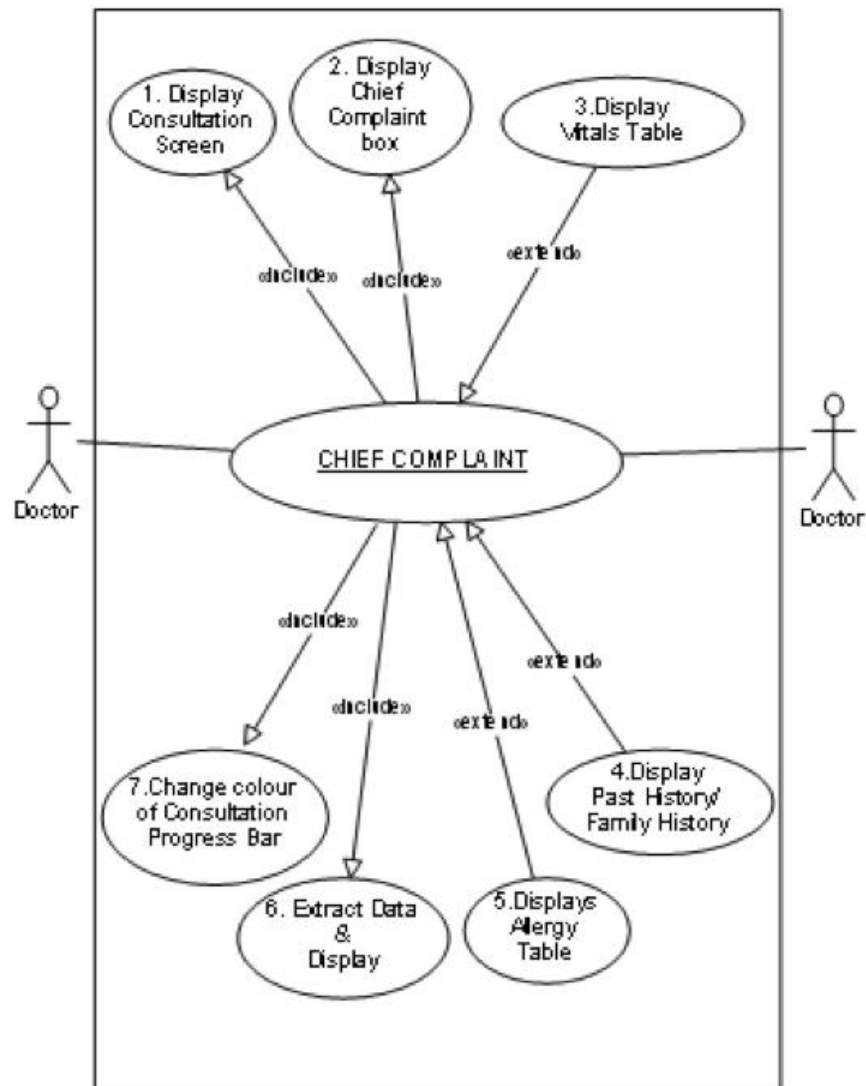 1. Display
Consultation
Screen
2. Display
Chief
Complaint
box
3.Display
Vitals Table
«include»
«include»
«extend»
CHIEF COMPLAINT
Doctor
Doctor
«include»
«include»
«extend»
«extend»
7.Change colour
of Consultation
Progress Bar
6. Extract Data
&
Display
5.Displays
Allergy
Table
4.Display
Past History/
Family History